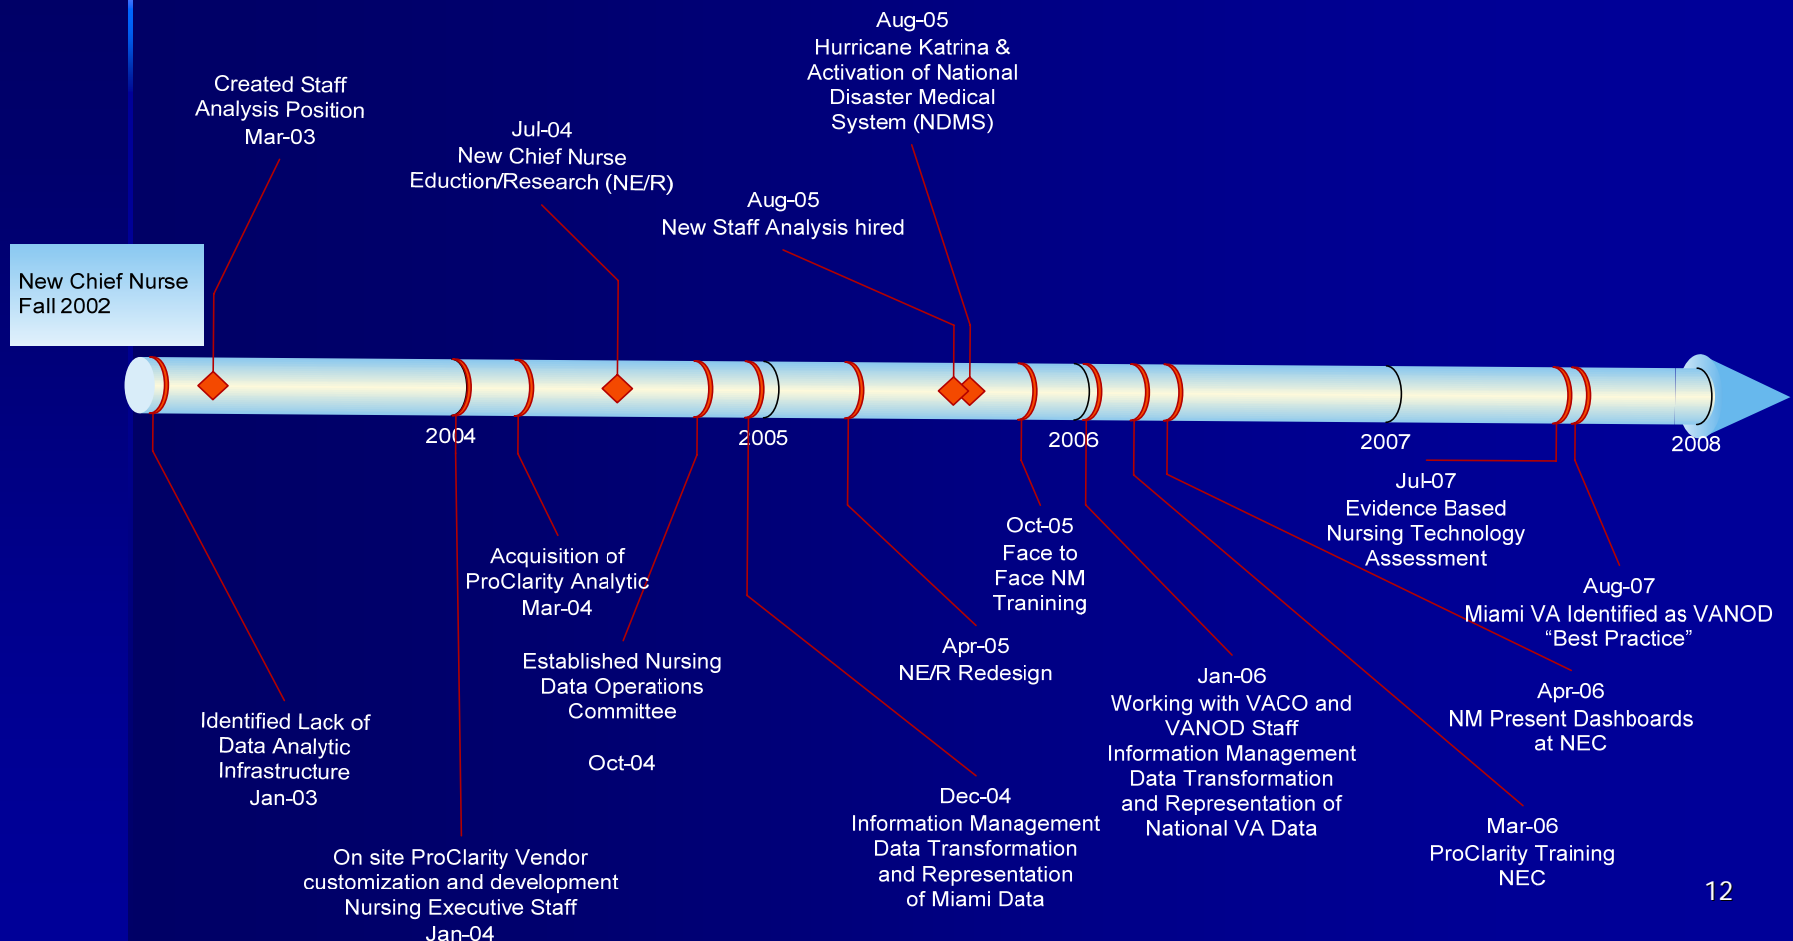 Created Staff
Analysis Position
Mar-03
Jul-04
New Chief Nurse
Eduction/Research (NE/R)
Aug-05
New Staff Analysis hired
Aug-05
Hurricane Katrina &
Activation of National
Disaster Medical
System (NDMS)
New Chief Nurse
Fall 2002
2004
2005
2006
2007
2008
Identified Lack of
Data Analytic
Infrastructure
Jan-03
On site ProClarity Vendor
customization and development
Nursing Executive Staff
Jan-04
Acquisition of
ProClarity Analytic
Mar-04
Established Nursing
Data Operations
Committee
Oct-04
Dec-04
Information Management
Data Transformation
and Representation
of Miami Data
Apr-05
NE/R Redesign
Oct-05
Face to
Face NM
Tranining
Jan-06
Working with VACO and
VANOD Staff
Information Management
Data Transformation
and Representation of
National VA Data
Mar-06
ProClarity Training
NEC
Apr-06
NM Present Dashboards
at NEC
Jul-07
Evidence Based
Nursing Technology
Assessment
Aug-07
Miami VA Identified as VANOD
“Best Practice”
12